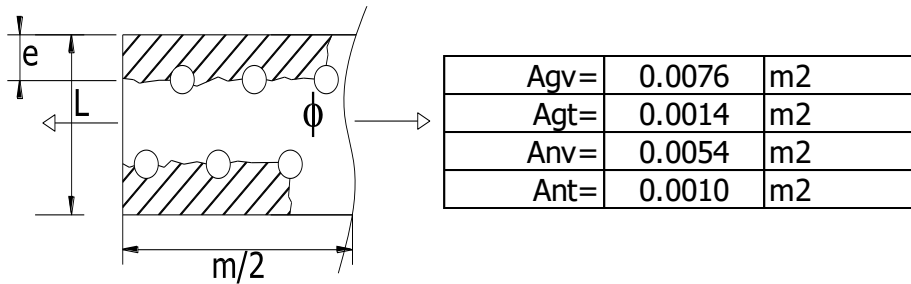 e
L
ϕ
m/2
Agv= 0.0076 m2
Agt= 0.0014 m2
Anv= 0.0054 m2
Ant= 0.0010 m2